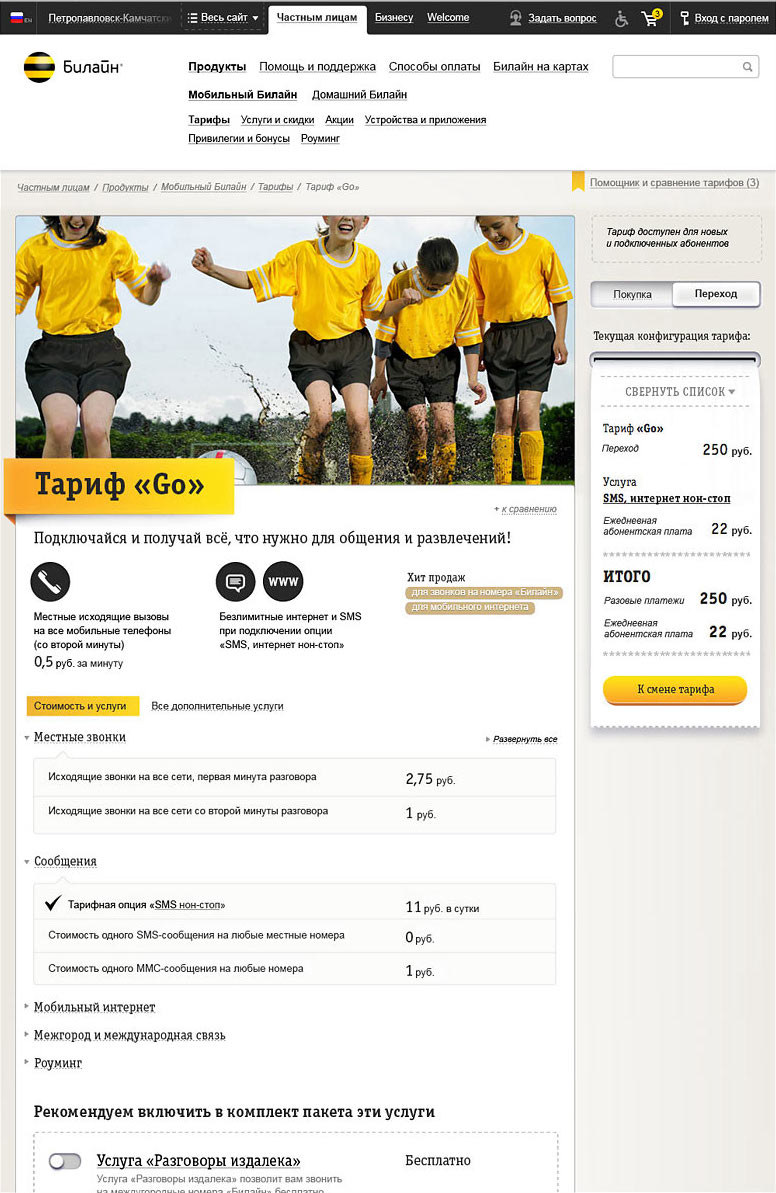 EN Петропавловск-Камчатски Весь сайт Частным лицам Бизнесу Welcome Задать вопрос 3 Вход с паролем
Билайн®
Продукты Помощь и поддержка Способы оплаты Билайн на картах
Мобильный Билайн Домашний Билайн
Тарифы Услуги и скидки Акции Устройства и приложения
Привилегии и бонусы Роуминг
Частным лицам / Продукты / Мобильный Билайн / Тарифы / Тариф «Go»
Помощник и сравнение тарифов (3)
Тариф «Go»
+ к сравнению
Подключайся и получай всё, что нужно для общения и развлечений!
Местные исходящие вызовы
на все мобильные телефоны
(со второй минуты)
0,5 руб. за минуту
www
Безлимитные интернет и SMS
при подключении опции
«SMS, интернет нон-стоп»
Хит продаж
для звонков на номера «Билайн»
для мобильного интернета
Стоимость и услуги Все дополнительные услуги
Местные звонки Развернуть все
Исходящие звонки на все сети, первая минута разговора 2,75 руб.
Исходящие звонки на все сети со второй минуты разговора 1 руб.
Сообщения
Тарифная опция «SMS нон-стоп» 11 руб. в сутки
Стоимость одного SMS-сообщения на любые местные номера 0 руб.
Стоимость одного MMC-сообщения на любые номера 1 руб.
Мобильный интернет
Межгород и международная связь
Роуминг
Рекомендуем включить в комплект пакета эти услуги
Услуга «Разговоры издалека» Бесплатно
Услуга «Разговоры издалека» позволит вам звонить
на междугородные номера «Билайн» бесплатно
Тариф доступен для новых
и подключенных абонентов
Покупка Переход
Текущая конфигурация тарифа:
СВЕРНУТЬ СПИСОК
Тариф «Go»
Переход 250 руб.
Услуга
SMS, интернет нон-стоп
Ежедневная
абонентская плата 22 руб.
ИТОГО
Разовые платежи 250 руб.
Ежедневная
абонентская плата 22 руб.
К смене тарифа